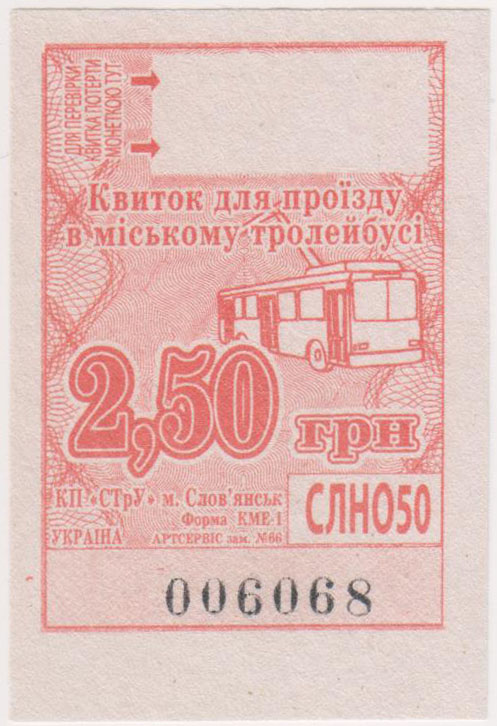 ДЛЯ ПЕРЕВІРКИ
КВИТКА ПОТЕРТИ
МОНЕТКОЮ ТУТ
Квиток для проїзду
в міському тролейбусі
2,50 грн
КП «СТрУ» м. Слов'янськ
Форма КМЕ-1
УКРАЇНА АРТСЕРВІС зам. №66
СЛНО50
006068